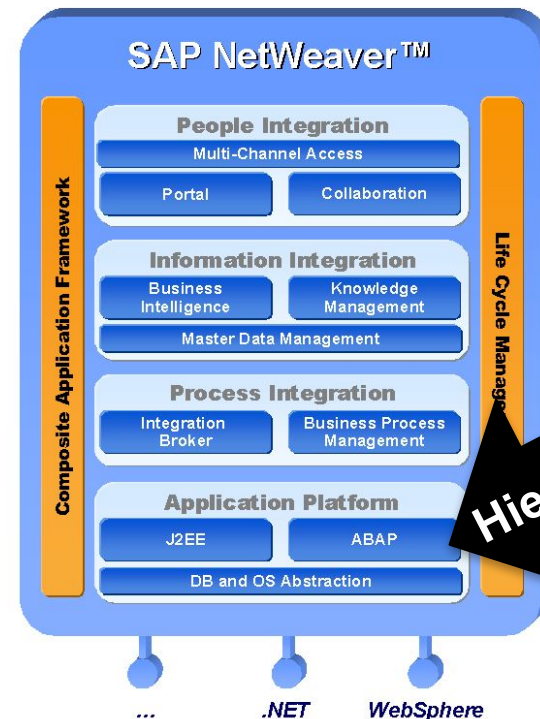 SAP NetWeaver™
Composite Application Framework
People Integration
Multi-Channel Access
Portal
Collaboration
Information Integration
Business
Intelligence
Knowledge
Management
Master Data Management
Process Integration
Integration
Broker
Business Process
Management
Application Platform
J2EE
ABAP
DB and OS Abstraction
Life Cycle
...
.NET
WebSphere